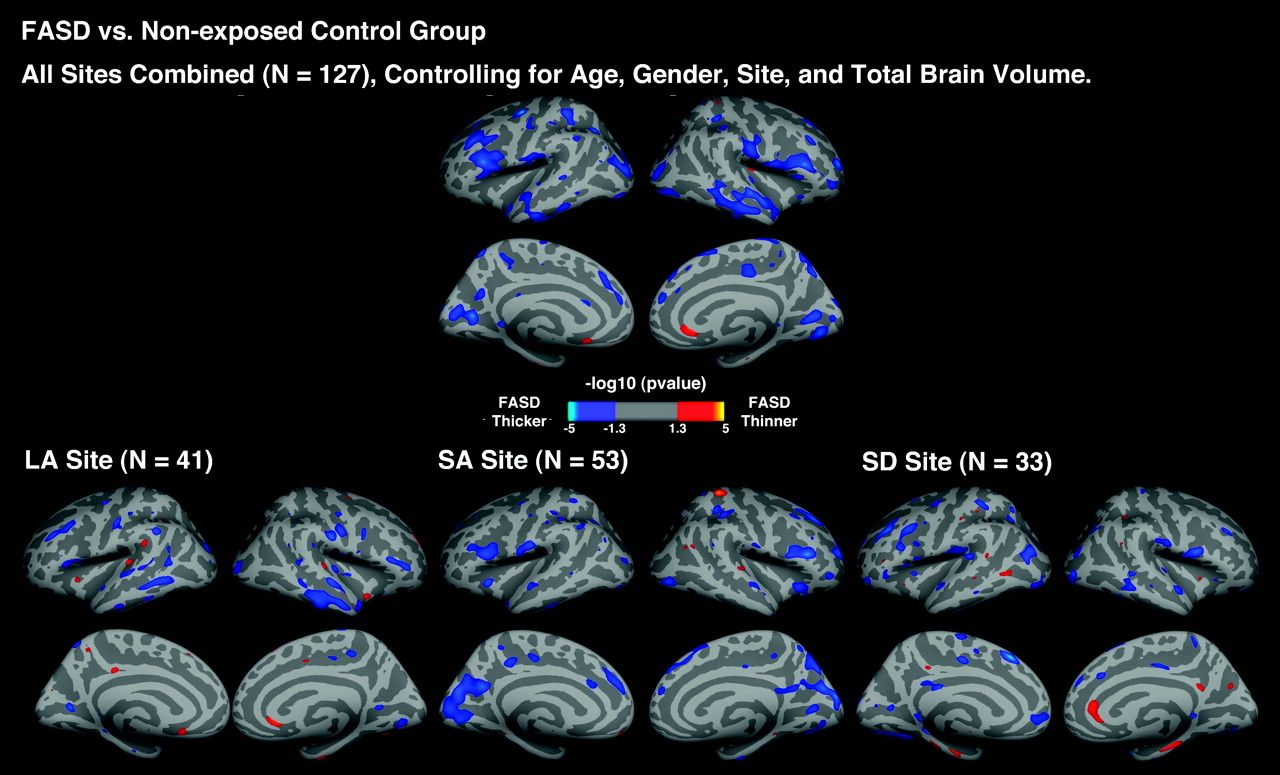 FASD vs. Non-exposed Control Group
All Sites Combined (N = 127), Controlling for Age, Gender, Site, and Total Brain Volume.
-log10 (pvalue)
FASD
Thicker
FASD
Thinner
-5 -1.3 1.3 5
LA Site (N = 41)
SA Site (N = 53)
SD Site (N = 33)